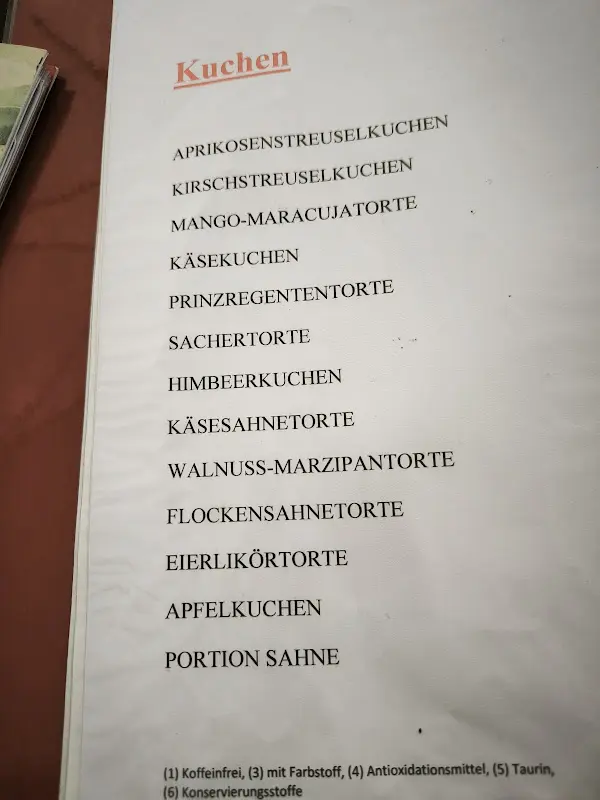 Kuchen
APRIKOSENSTREUSELKUCHEN
KIRSCHSTREUSELKUCHEN
MANGO-MARACUJATORTE
KÄSEKUCHEN
PRINZREGENTENTORTE
SACHERTORTE
HIMBEERKUCHEN
KÄSESAHNETORTE
WALNUSS-MARZIPANTORTE
FLOCKENSAHNETORTE
EIERLIKÖRTORTE
APFELKUCHEN
PORTION SAHNE
(1) Koffeinfrei, (3) mit Farbstoff, (4) Antioxidationsmittel, (5) Taurin,
(6) Konservierungsstoffe